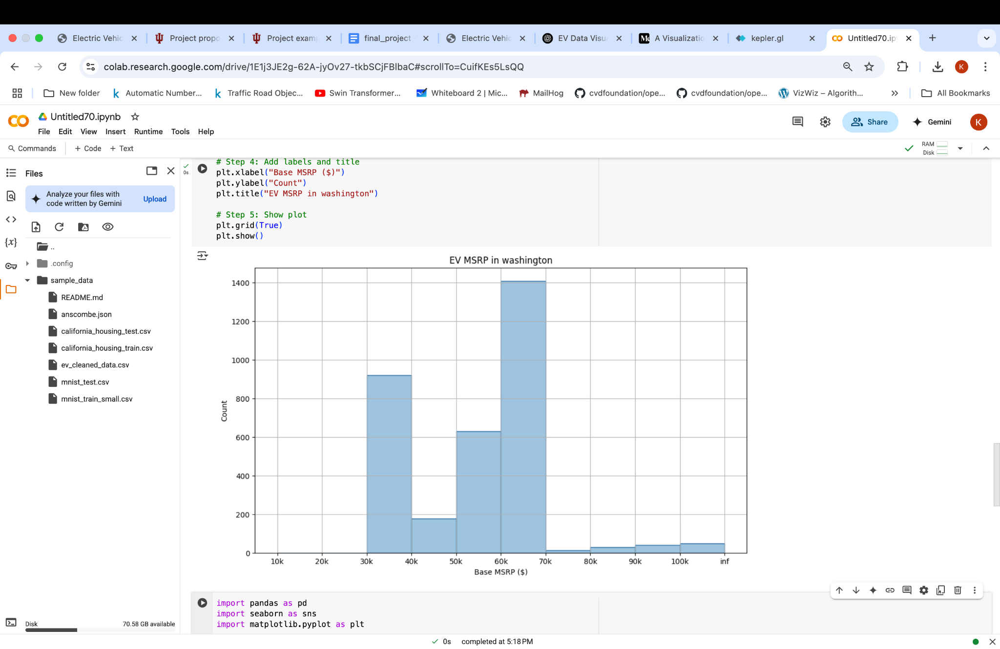 Electric Vehic
Project propo
Project exam
final_project
Electric Vehic
EV Data Visu
A Visualizatio
kepler.gl
Untitled70.ip
colab.research.google.com/drive/1E1j3JE2g-62A-jyOv27-tkbSCjFBlbaC#scrollTo=CuifKEs5LsQQ
K
New folder
Automatic Number...
Traffic Road Objec...
Swin Transformer...
Whiteboard 2 | Mic...
MailHog
cvdfoundation/ope...
cvdfoundation/ope...
VizWiz – Algorith...
All Bookmarks
Untitled70.ipynb
Share
Gemini
K
File Edit View Insert Runtime Tools Help
Commands
+ Code + Text
RAM
Disk
Files
Analyze your files with
code written by Gemini
Upload
..
.config
sample_data
README.md
anscombe.json
california_housing_test.csv
california_housing_train.csv
ev_cleaned_data.csv
mnist_test.csv
mnist_train_small.csv
Disk
70.58 GB available
0s
# Step 4: Add labels and title
plt.xlabel("Base MSRP ($)")
plt.ylabel("Count")
plt.title("EV MSRP in washington")
# Step 5: Show plot
plt.grid(True)
plt.show()
EV MSRP in washington
1400
1200
1000
800
600
400
200
0
Count
10k 20k 30k 40k 50k 60k 70k 80k 90k 100k inf
Base MSRP ($)
import pandas as pd
import seaborn as sns
import matplotlib.pyplot as plt
0s completed at 5:18 PM